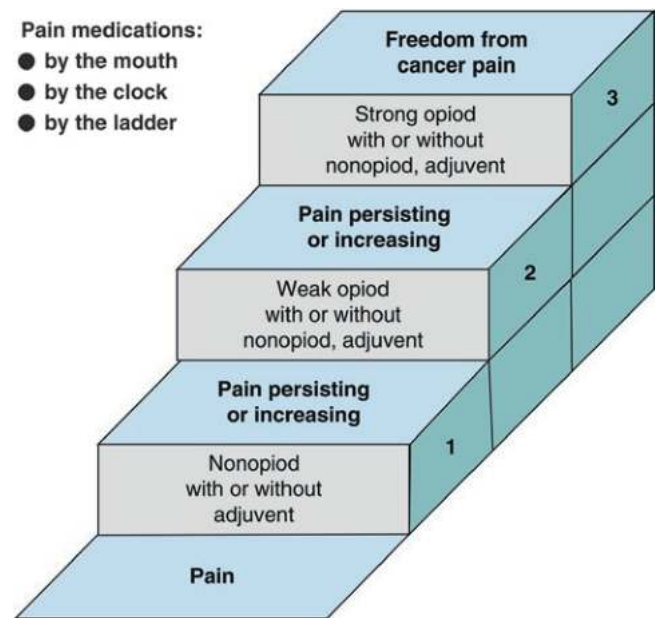 Pain medications:
● by the mouth
● by the clock
● by the ladder
Freedom from
cancer pain
3
Strong opiod
with or without
nonopiod, adjuvent
Pain persisting
or increasing
2
Weak opiod
with or without
nonopiod, adjuvent
Pain persisting
or increasing
1
Nonopiod
with or without
adjuvent
Pain